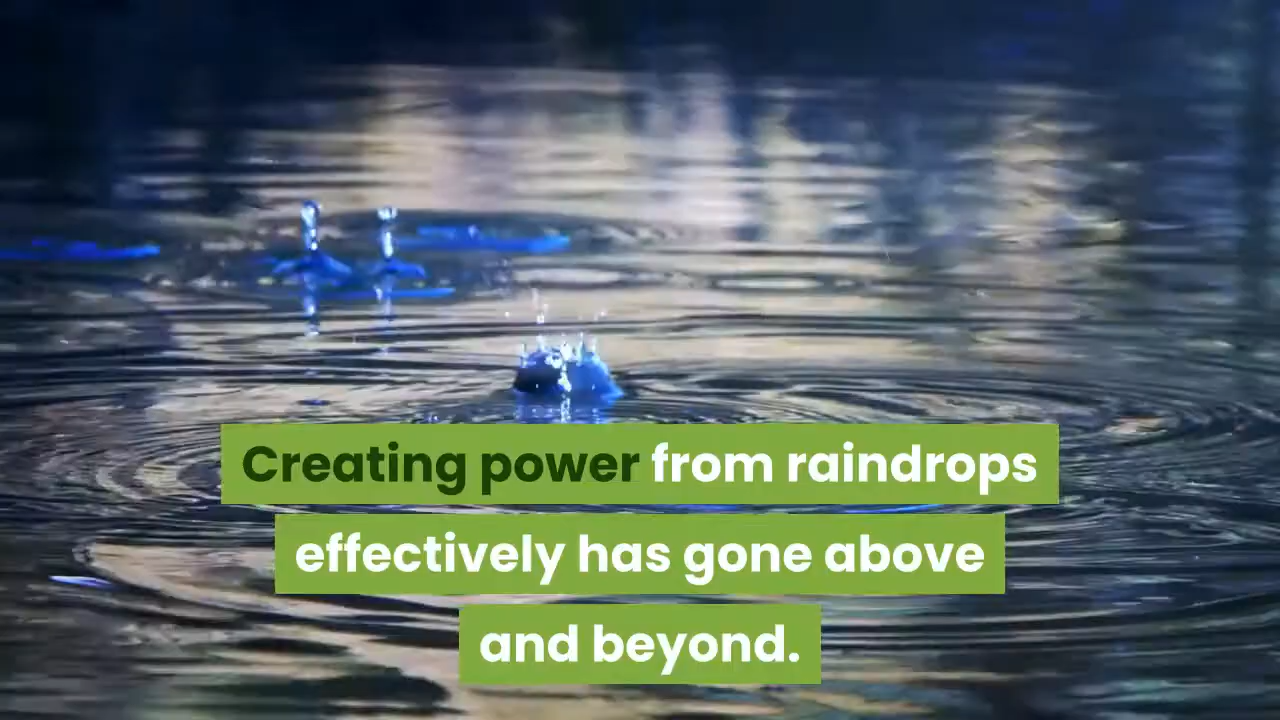 Creating power from raindrops
effectively has gone above
and beyond.